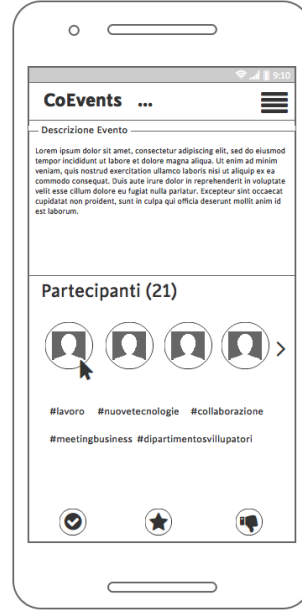 9:10
CoEvents ...
Descrizione Evento
Lorem ipsum dolor sit amet, consectetur adipiscing elit, sed do eiusmod
tempor incididunt ut labore et dolore magna aliqua. Ut enim ad minim
veniam, quis nostrud exercitation ullamco laboris nisi ut aliquip ex ea
commodo consequat. Duis aute irure dolor in reprehenderit in voluptate
velit esse cillum dolore eu fugiat nulla pariatur. Excepteur sint occaecat
cupidatat non proident, sunt in culpa qui officia deserunt mollit anim id
est laborum.
Partecipanti (21)
#lavoro #nuovetecnologie #collaborazione
#meetingbusiness #dipartimentosvillupatori